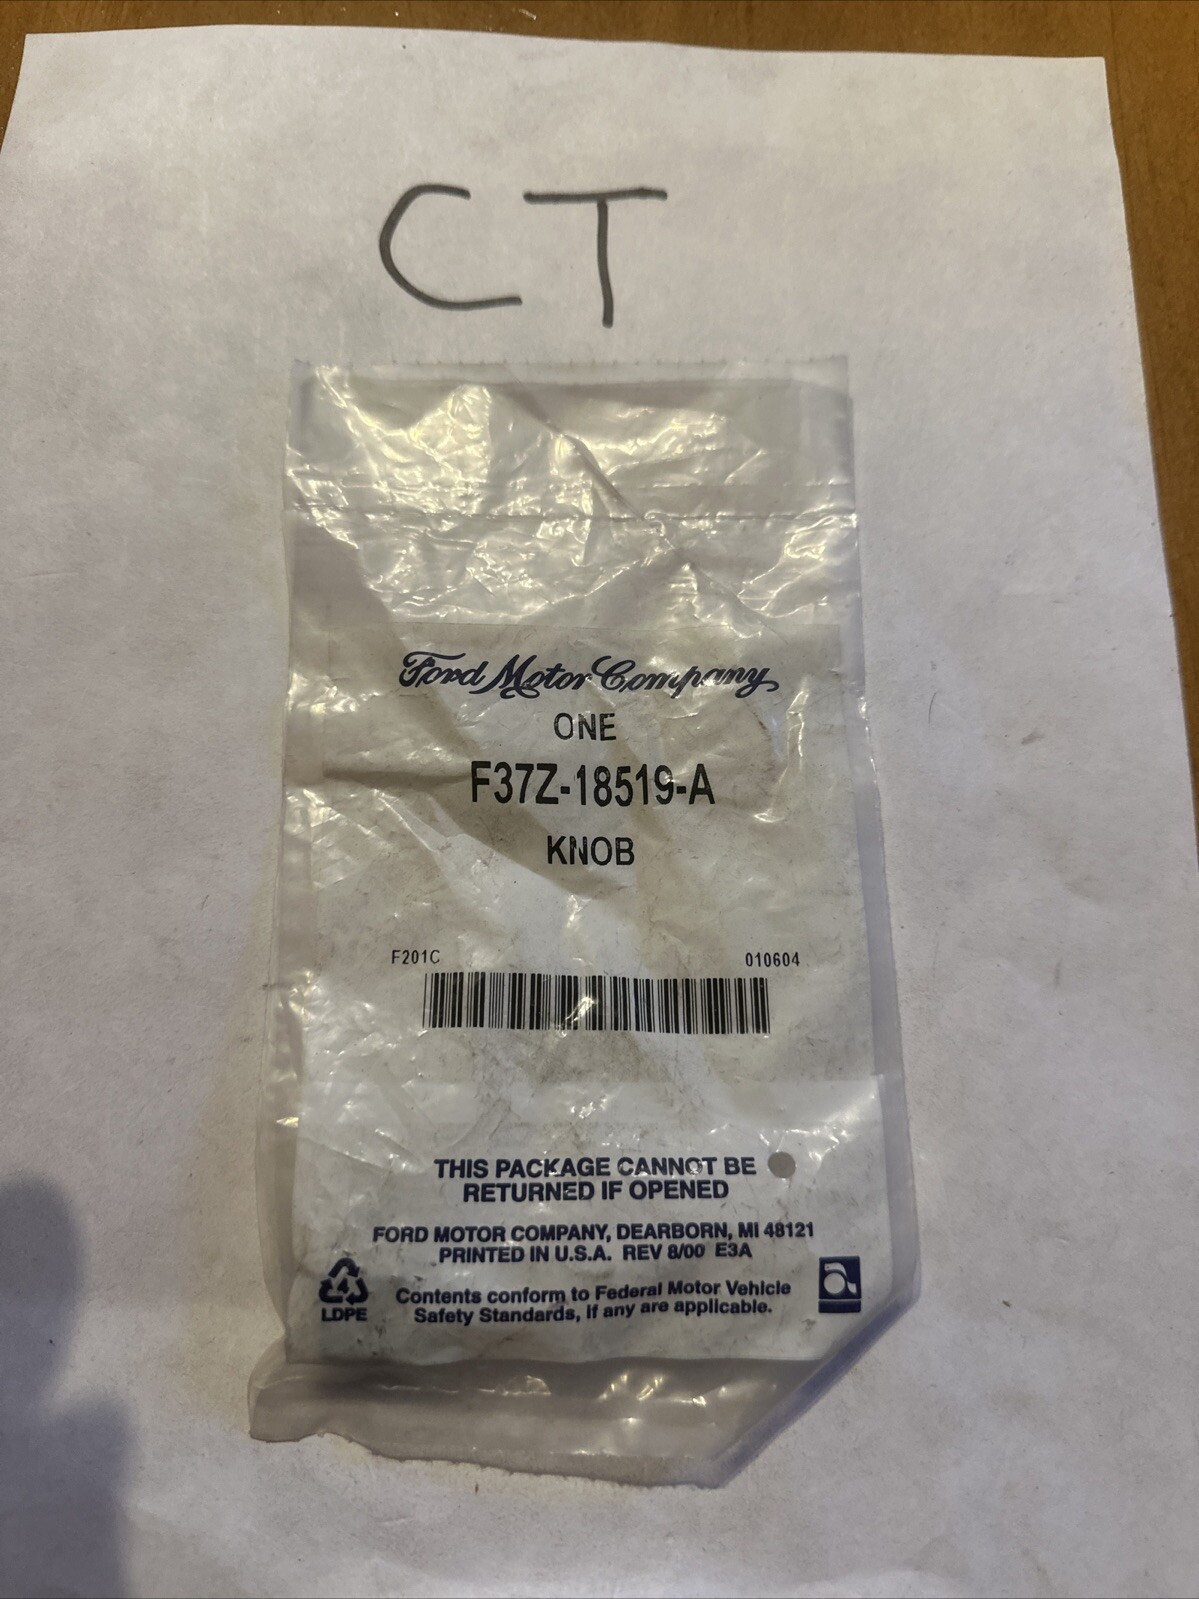 CT
Ford Motor Company
ONE
F37Z-18519-A
KNOB
F201C 010604
THIS PACKAGE CANNOT BE
RETURNED IF OPENED
FORD MOTOR COMPANY, DEARBORN, MI 48121
PRINTED IN U.S.A. REV 8/00 E3A
4
LDPE
Contents conform to Federal Motor Vehicle
Safety Standards, if any are applicable.
a